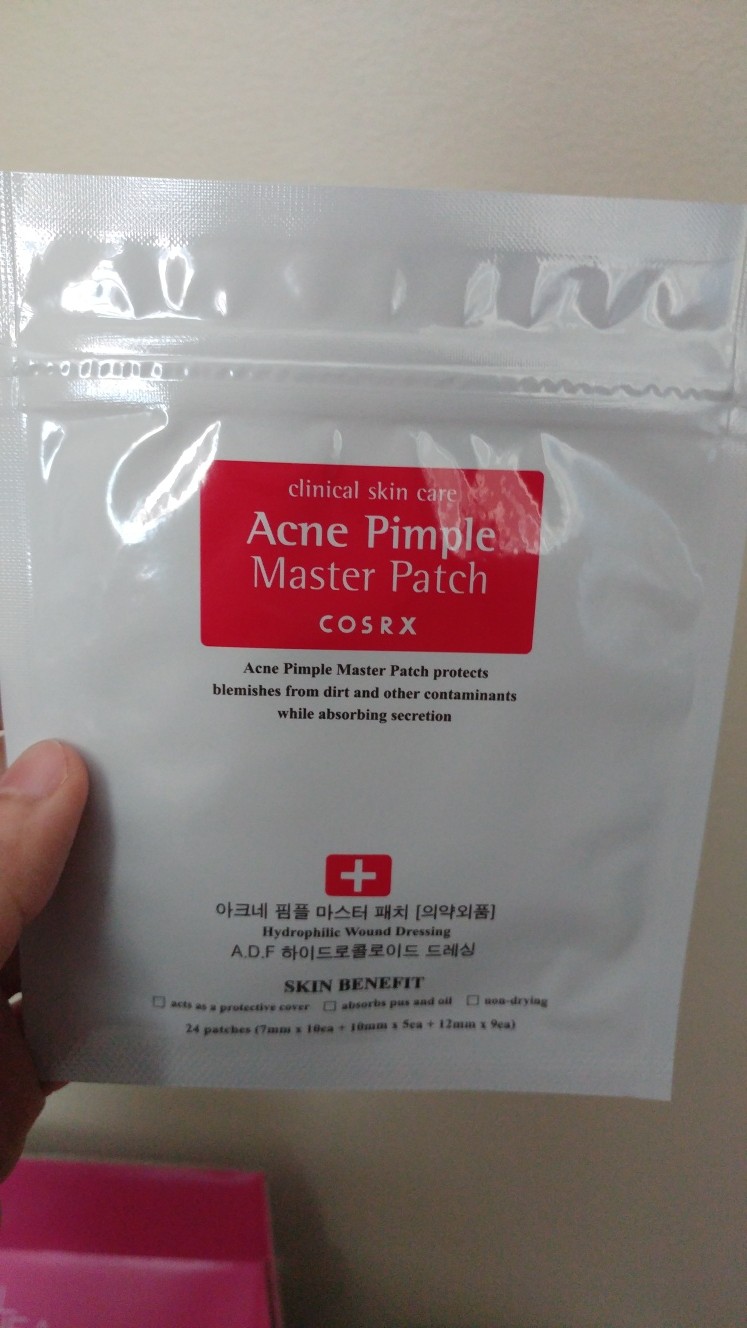 clinical skin care
Acne Pimple
Master Patch
COSRX
Acne Pimple Master Patch protects
blemishes from dirt and other contaminants
while absorbing secretion
아크네 핌플 마스터 패치 [의약외품]
Hydrophilic Wound Dressing
A.D.F 하이드로콜로이드 드레싱
SKIN BENEFIT
acts as a protective cover absorbs pus and oil non-drying
24 patches (7mm x 10ea + 10mm x 5ea + 12mm x 9ea)